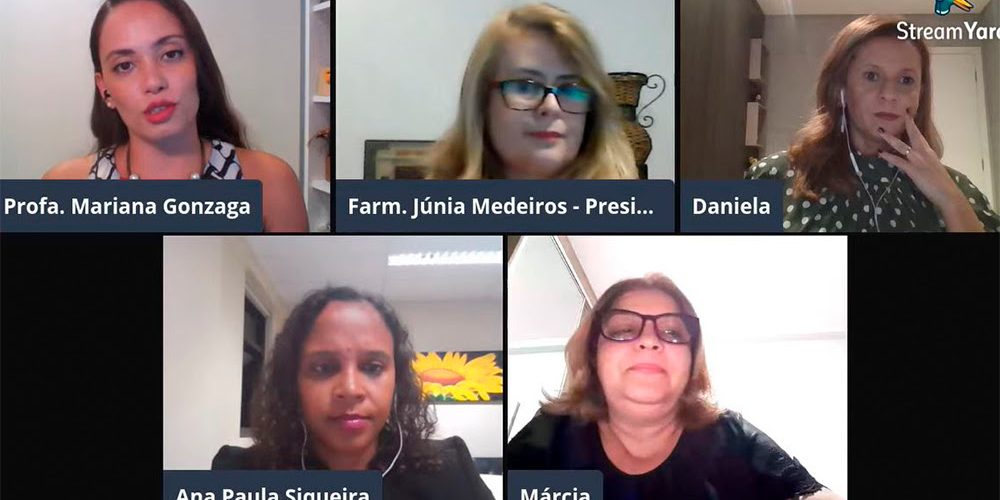 StreamYard
Profa. Mariana Gonzaga
Farm. Júnia Medeiros - Presi...
Daniela
Ana Paula Siqueira
Márcia